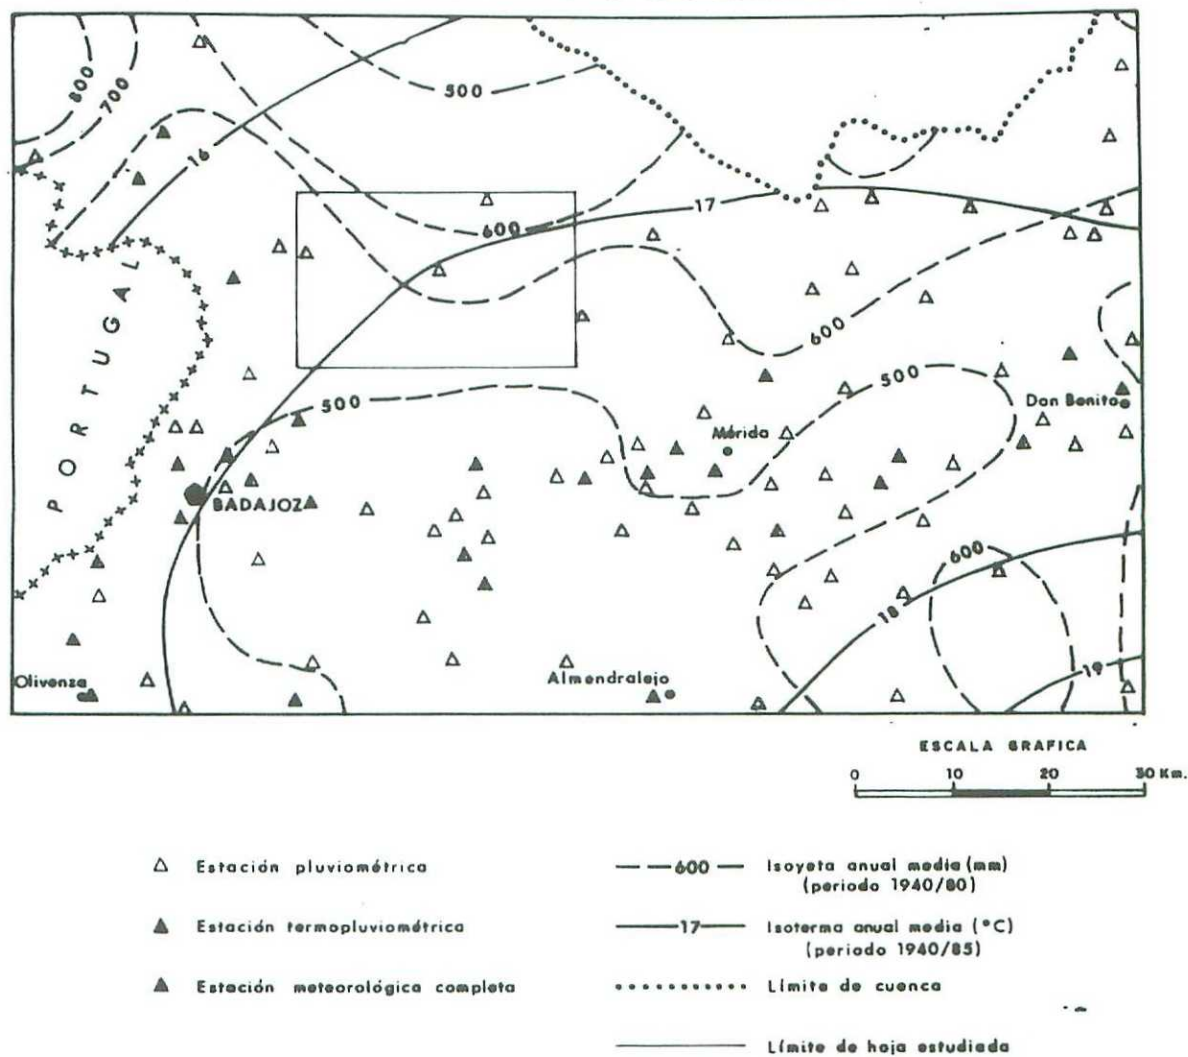 800
700
500
16
17
600
PORTUGAL
600
500
500
Don Benito
Mérida
BADAJOZ
600
18
19
Olivenza
Almendralejo
ESCALA GRAFICA
0 10 20 30 Km.
Estación pluviométrica
Estación termopluviométrica
Estación meteorológica completa
600 Isoyeta anual media (mm)
(periodo 1940/80)
17 Isoterma anual media (°C)
(periodo 1940/85)
Límite de cuenca
Límite de hoja estudiada